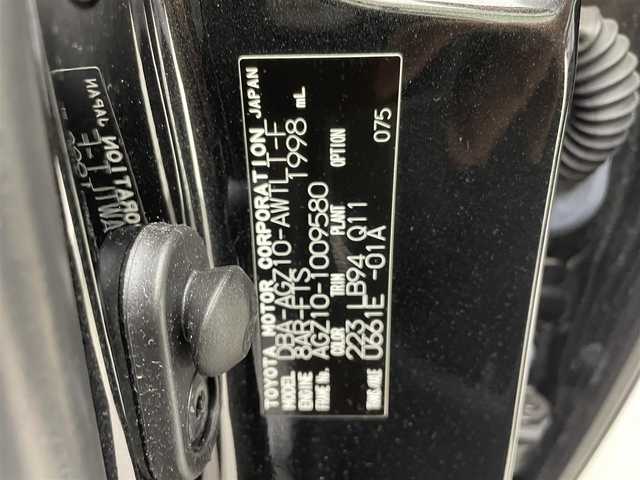 TOYOTA MOTOR CORPORATION JAPAN
MODEL DBA-AGZ10-AWTLT-F
ENGINE 8AR-FTS 1998 mL
FRAME No. AGZ10-1009580
COLOR TRIM PLANT OPTION
223 LB94 Q11
TRANS./AXLE U661E -01A 075